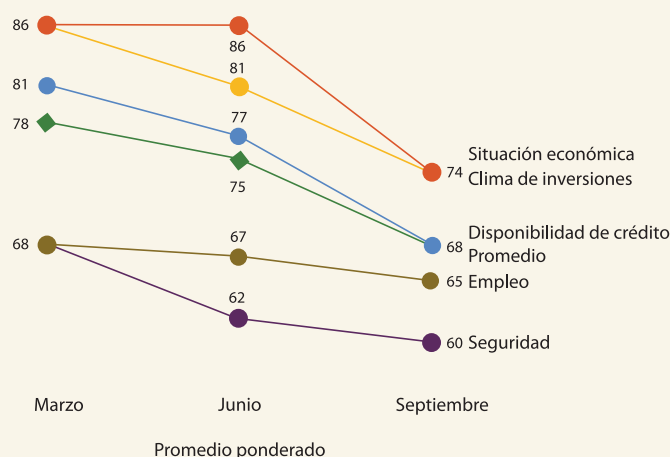 86
86
81
81
77
78
75
74 Situación económica
Clima de inversiones
68
67
68 Disponibilidad de crédito
Promedio
65 Empleo
62
60 Seguridad
Marzo
Junio
Septiembre
Promedio ponderado